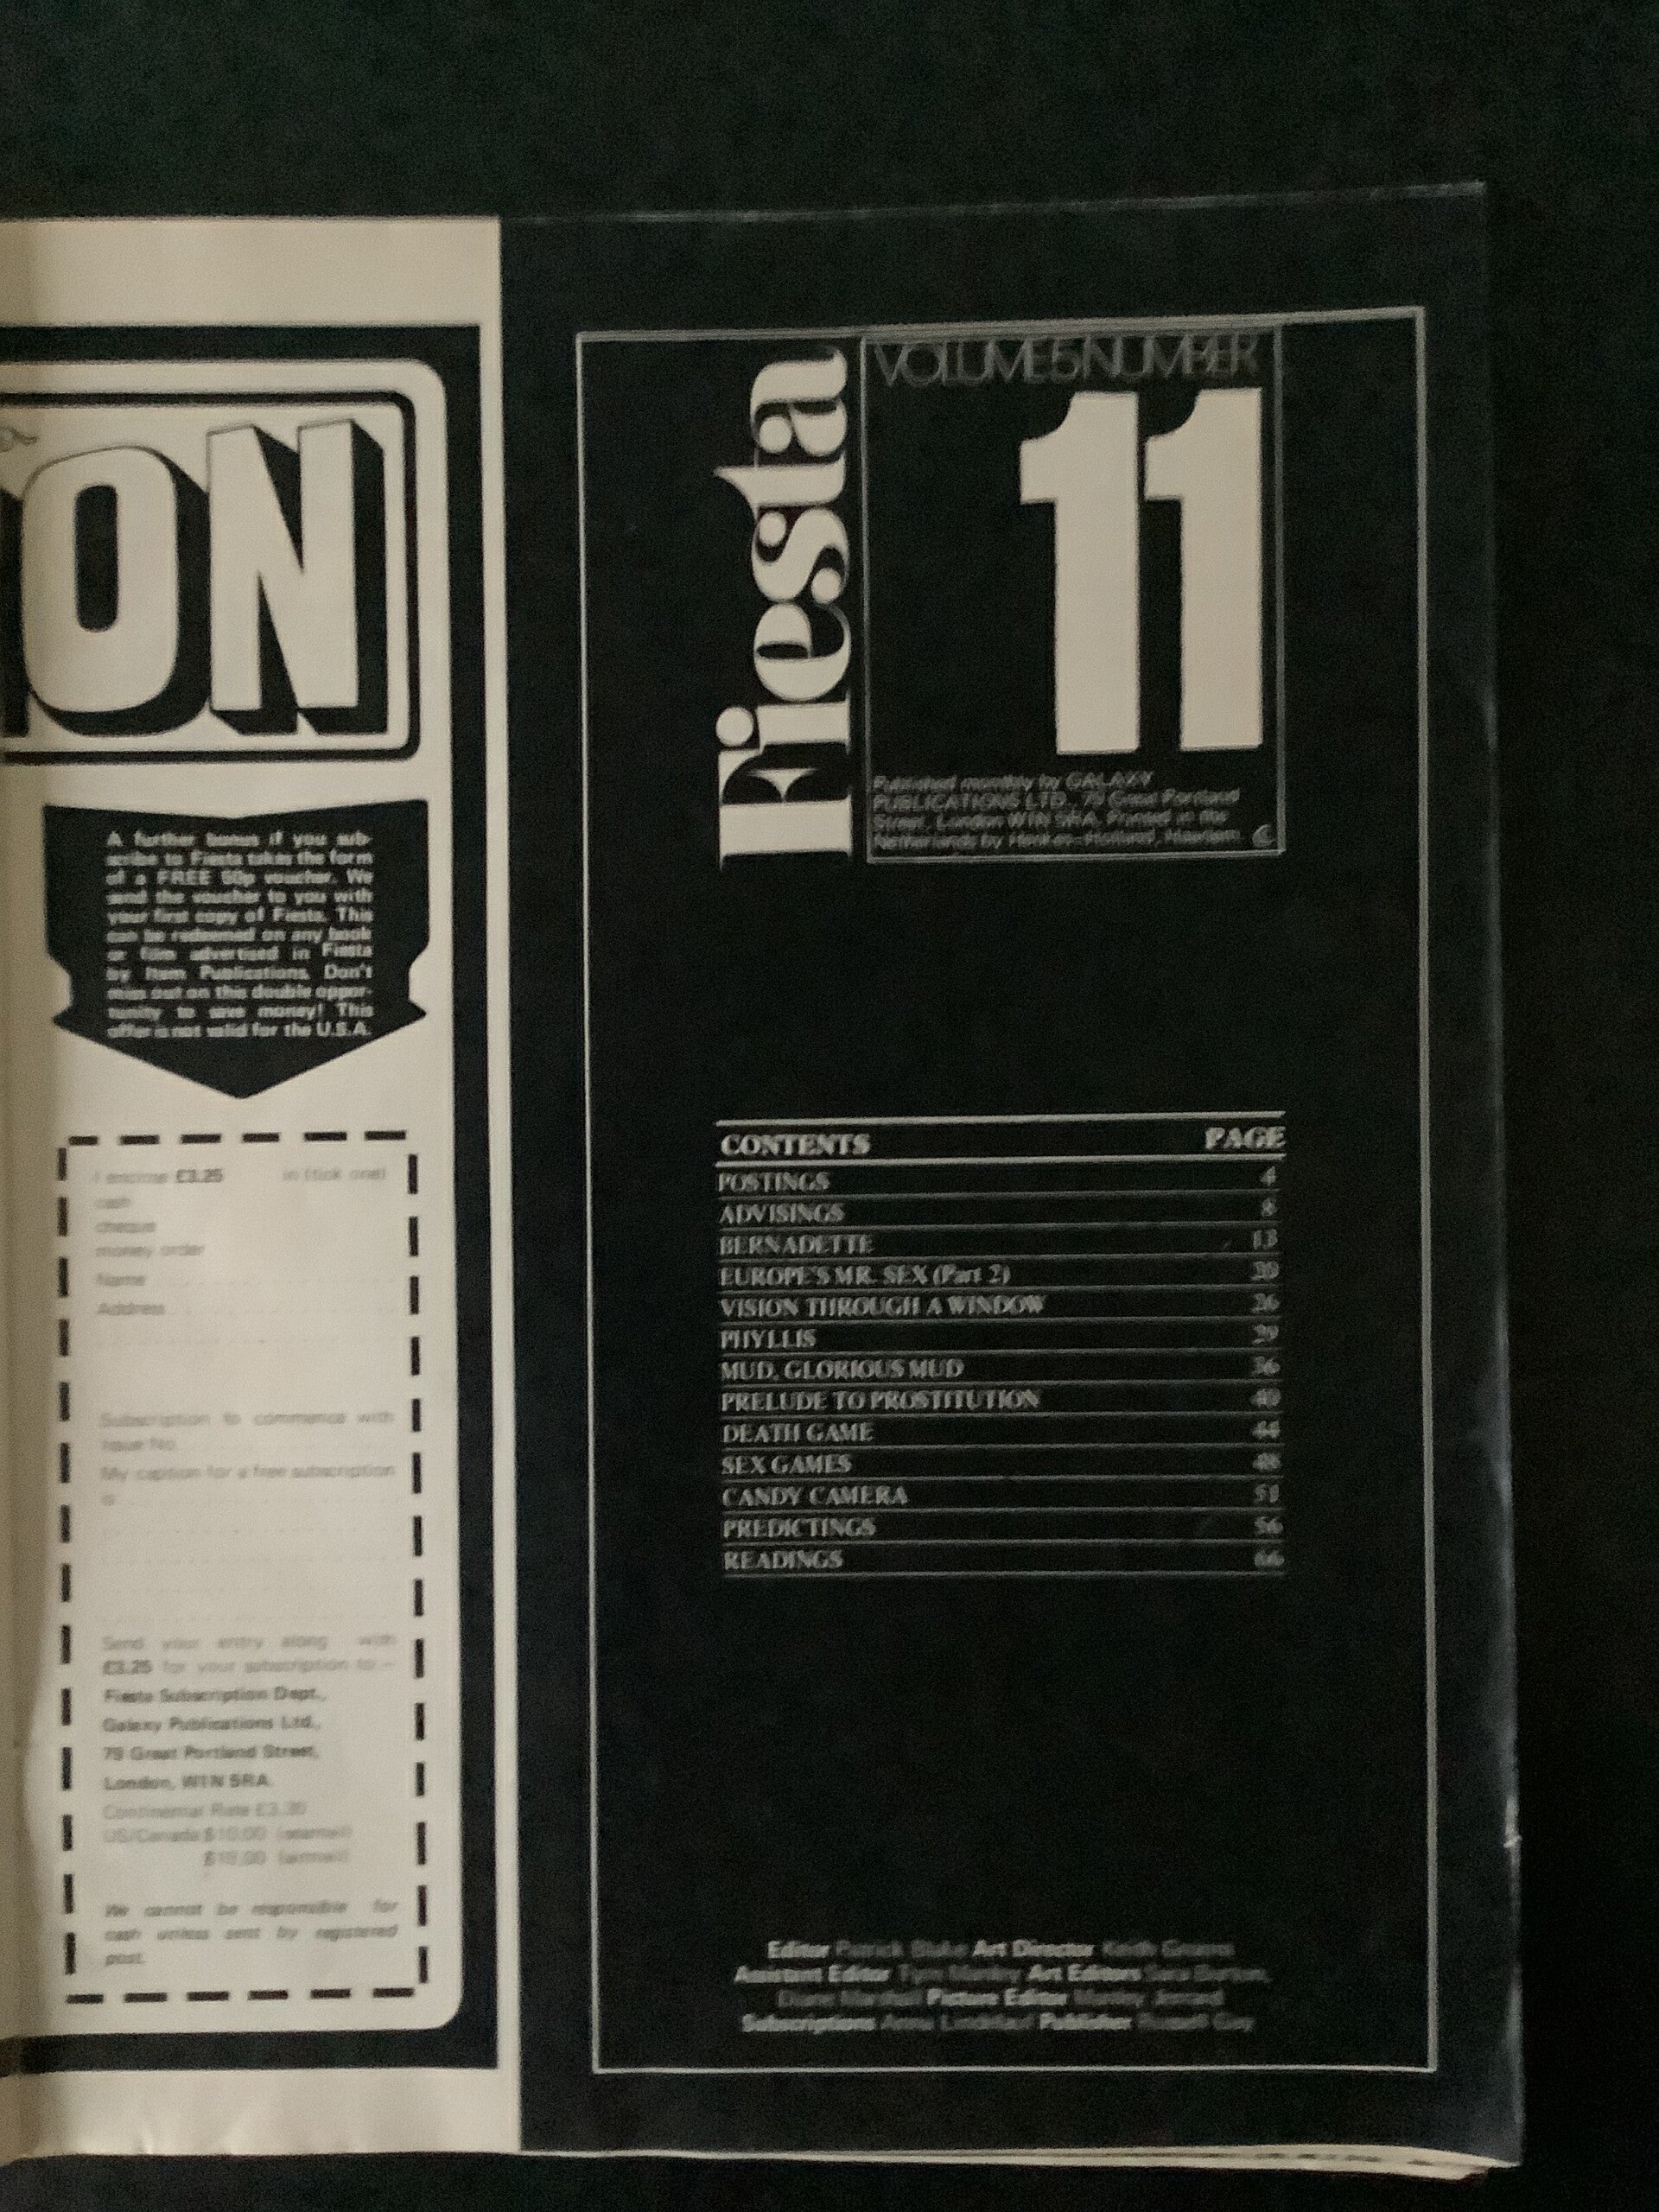 ON
A further bonus if you sub-
scribe to Fiesta takes the form
of a FREE 50p voucher. We
send the voucher to you with
your first copy of Fiesta. This
can be redeemed on any book
or film advertised in Fiesta
by Item Publications. Don't
miss out on this double oppor-
tunity to save money! This
offer is not valid for the U.S.A.
I enclose £3.25 in (tick one)
cash
cheque
money order
Name
Address
Subscription to commence with
Issue No.
My caption for a free subscription
is
Send your entry along with
£3.25 for your subscription to:—
Fiesta Subscription Dept.,
Galaxy Publications Ltd.,
79 Great Portland Street,
London, W1N 5RA.
Continental Rate £3.30
US/Canada $10.00 (seamail)
(airmail)
We cannot be responsible for
cash unless sent by registered
post.
Fiesta
VOLUME 5 NUMBER
11
Published monthly by GALAXY
PUBLICATIONS LTD., 79 Great Portland
Street, London W1N 5RA. Printed in the
Netherlands by Holland, Haarlem. ©
CONTENTS PAGE
POSTINGS 4
ADVISINGS 8
BERNADETTE 13
EUROPE'S MR. SEX (Part 2)
VISION THROUGH A WINDOW 26
PHYLLIS 29
MUD, GLORIOUS MUD 36
PRELUDE TO PROSTITUTION 40
DEATH GAME 44
SEX GAMES 48
CANDY CAMERA 51
PREDICTINGS 56
READINGS 66
Editor Patrick Art Director Keith
Assistant Editor Art Editors
Picture Editor
Subscriptions Publisher Russell Gay